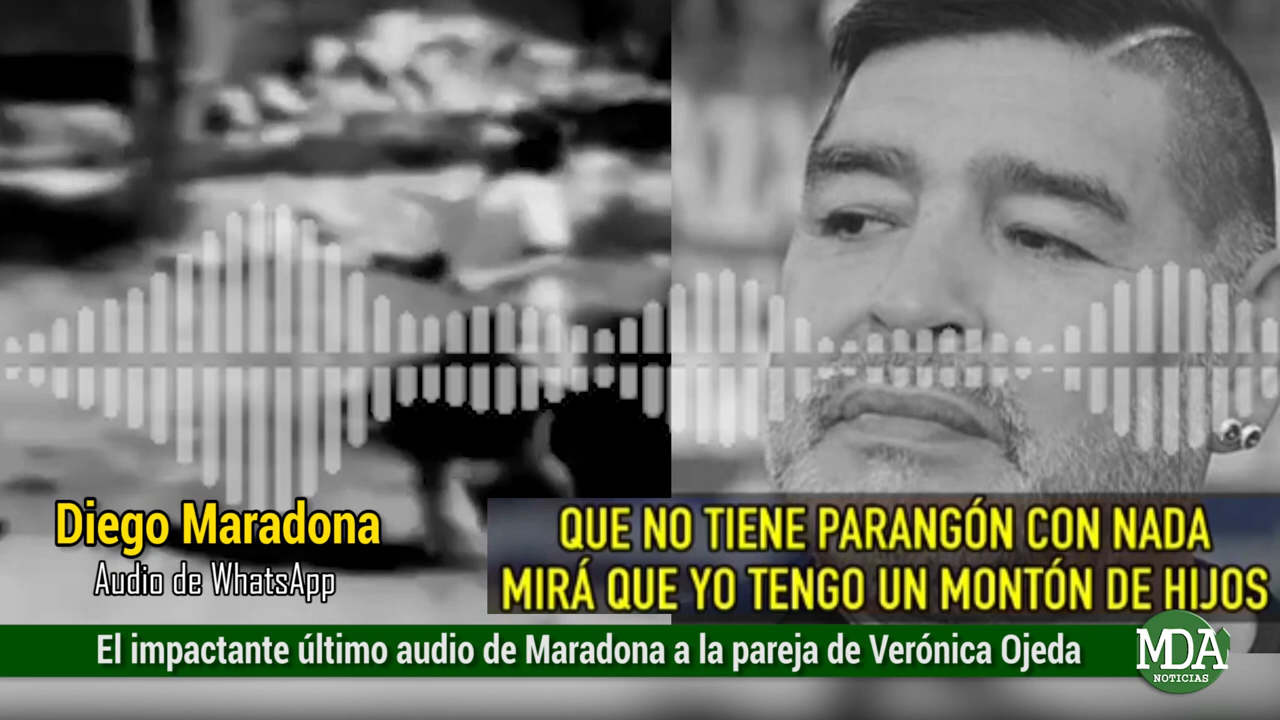 Diego Maradona
Audio de WhatsApp
QUE NO TIENE PARANGÓN CON NADA
MIRÁ QUE YO TENGO UN MONTÓN DE HIJOS
El impactante último audio de Maradona a la pareja de Verónica Ojeda
MDA
NOTICIAS